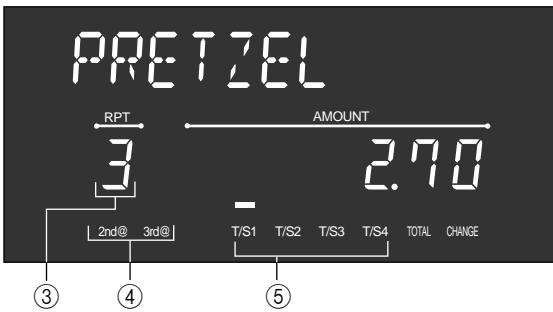 PRETZEL
RPT AMOUNT
3 2.70
2nd@ 3rd@ T/S1 T/S2 T/S3 T/S4 TOTAL CHANGE
③ ④ ⑤